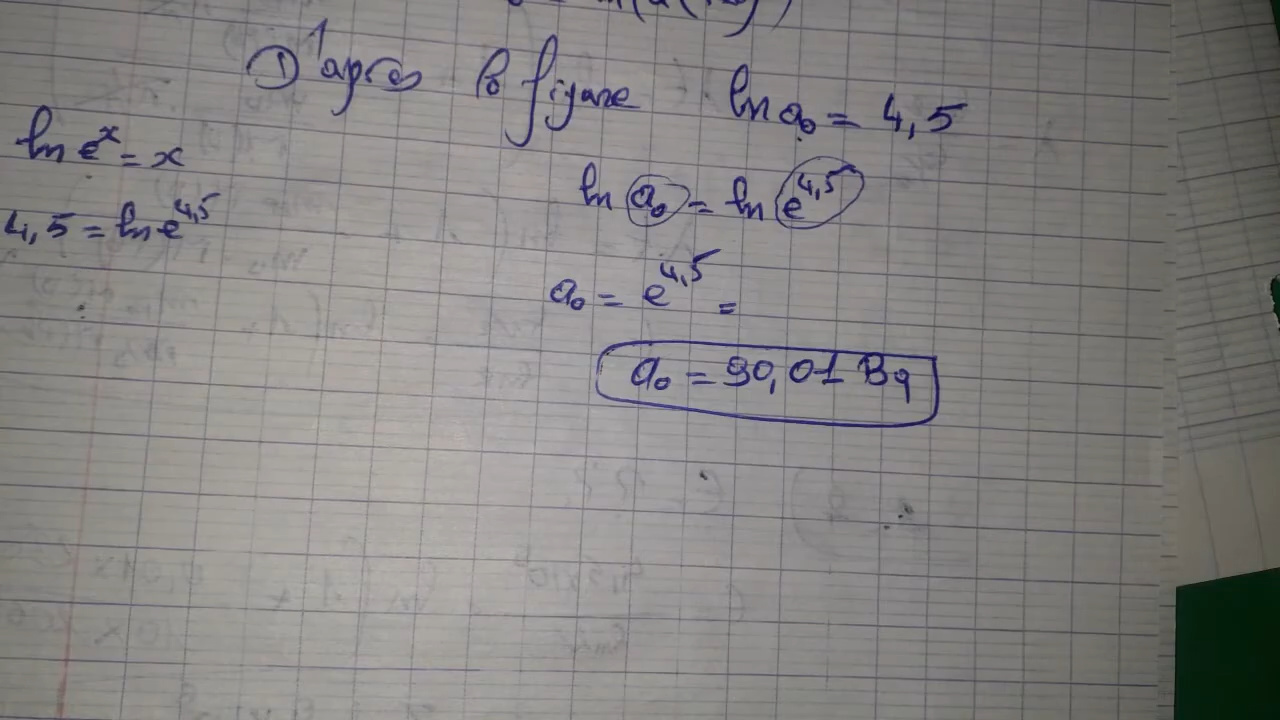 D'après la figure ln a₀ = 4,5
ln eˣ = x
ln a₀ = ln e^4,5
4,5 = ln e^4,5
a₀ = e^4,5 =
a₀ = 90,01 Bq